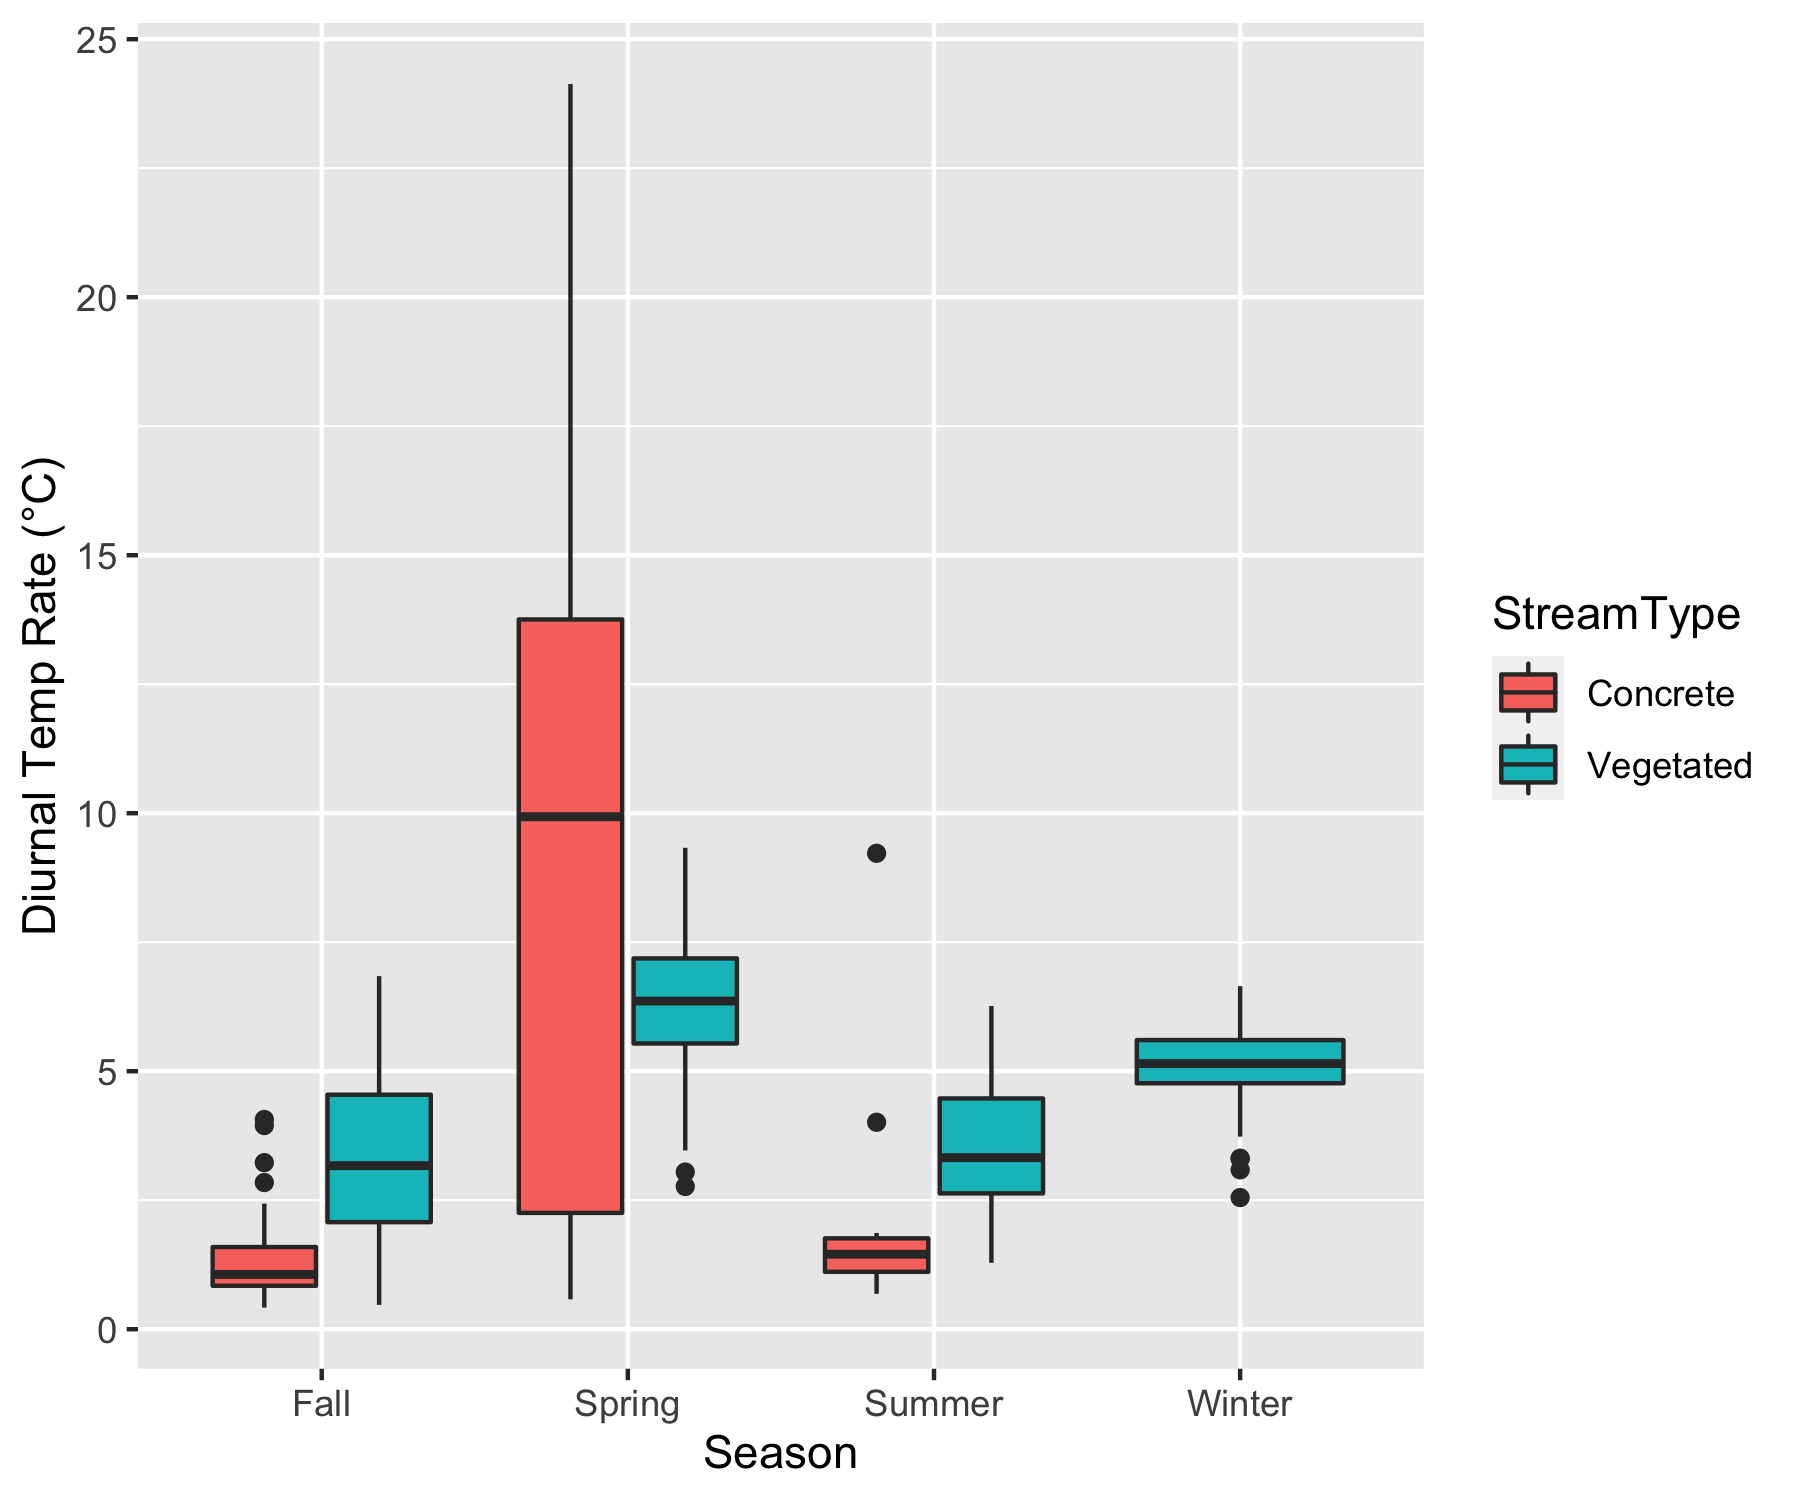 Diurnal Temp Rate (°C)
25
20
15
10
5
0
Fall Spring Summer Winter
Season
StreamType
Concrete
Vegetated